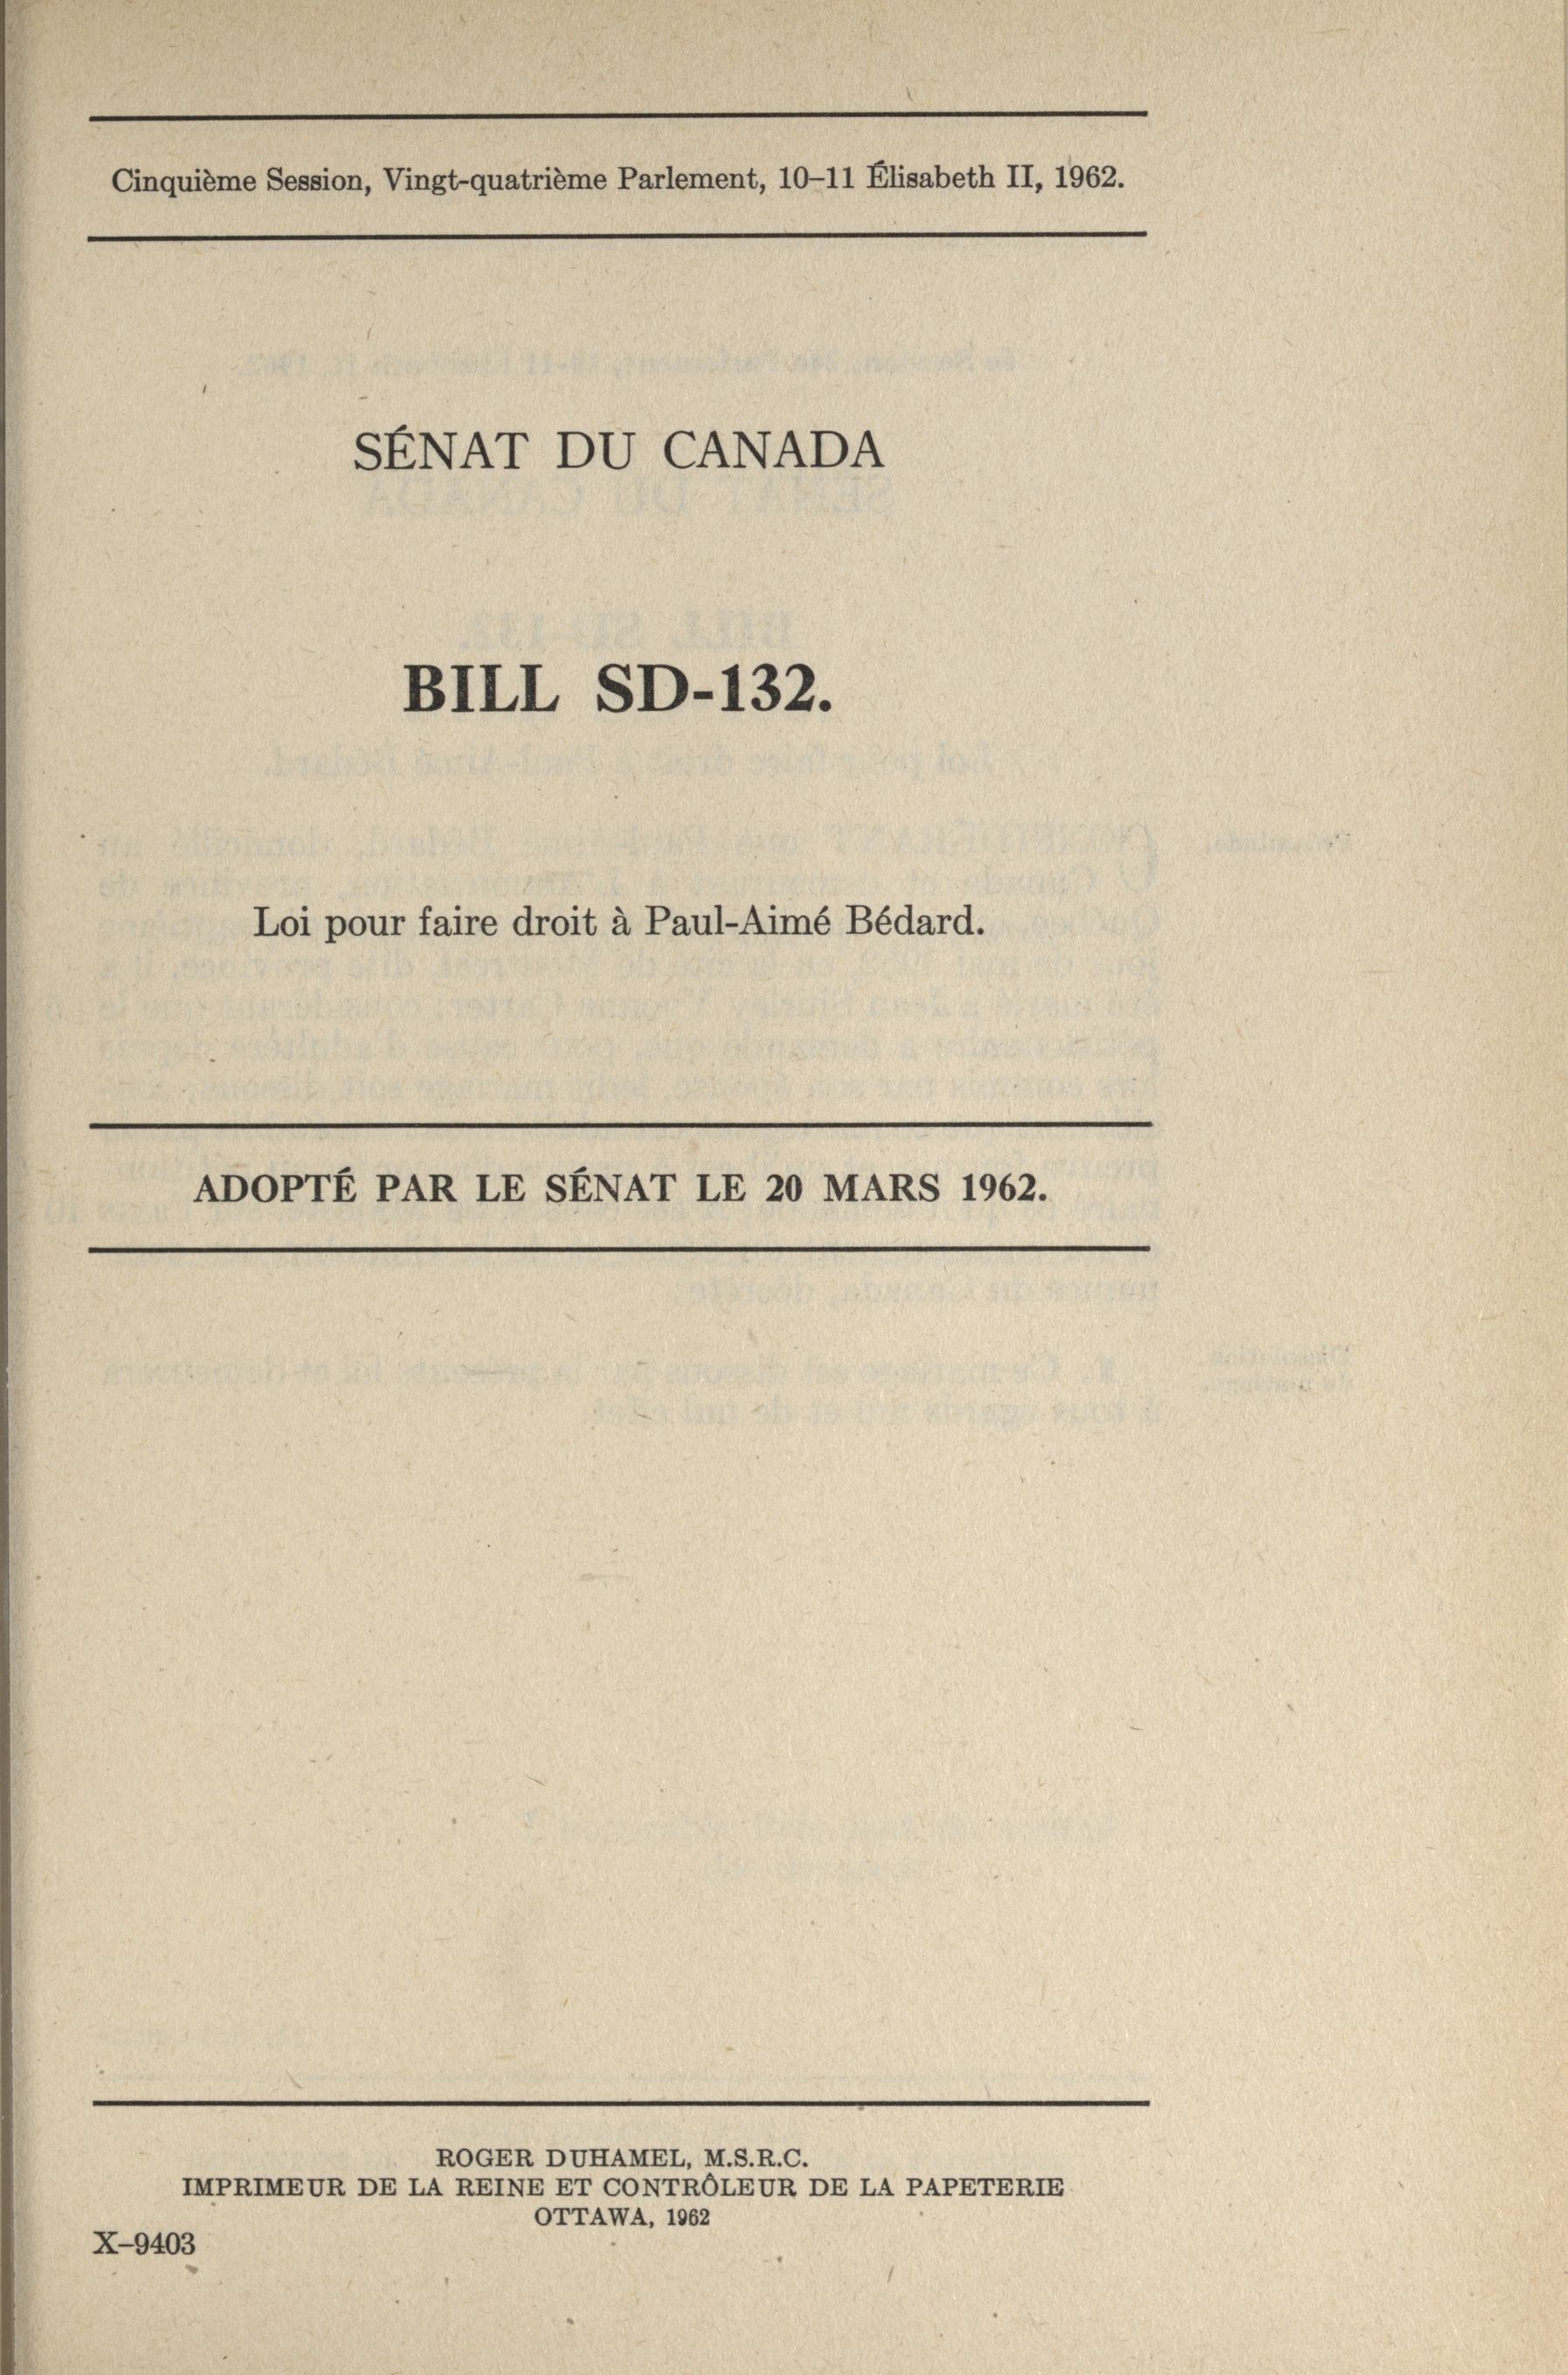 Cinquième Session, Vingt-quatrième Parlement, 10–11 Élisabeth II, 1962.
SÉNAT DU CANADA
BILL SD-132.
Loi pour faire droit à Paul-Aimé Bédard.
ADOPTÉ PAR LE SÉNAT LE 20 MARS 1962.
ROGER DUHAMEL, M.S.R.C.
IMPRIMEUR DE LA REINE ET CONTRÔLEUR DE LA PAPETERIE
OTTAWA, 1962
X–9403